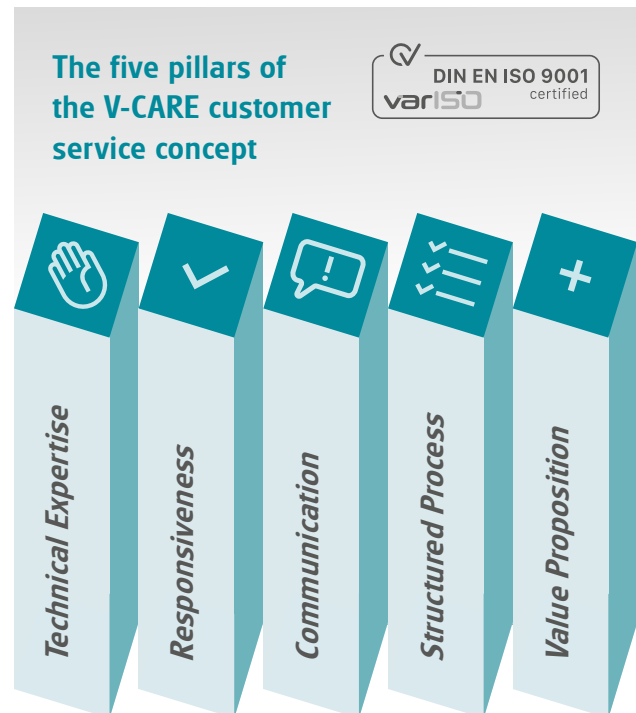 The five pillars of
the V-CARE customer
service concept
DIN EN ISO 9001
certified
varISO
Technical Expertise
Responsiveness
Communication
Structured Process
Value Proposition